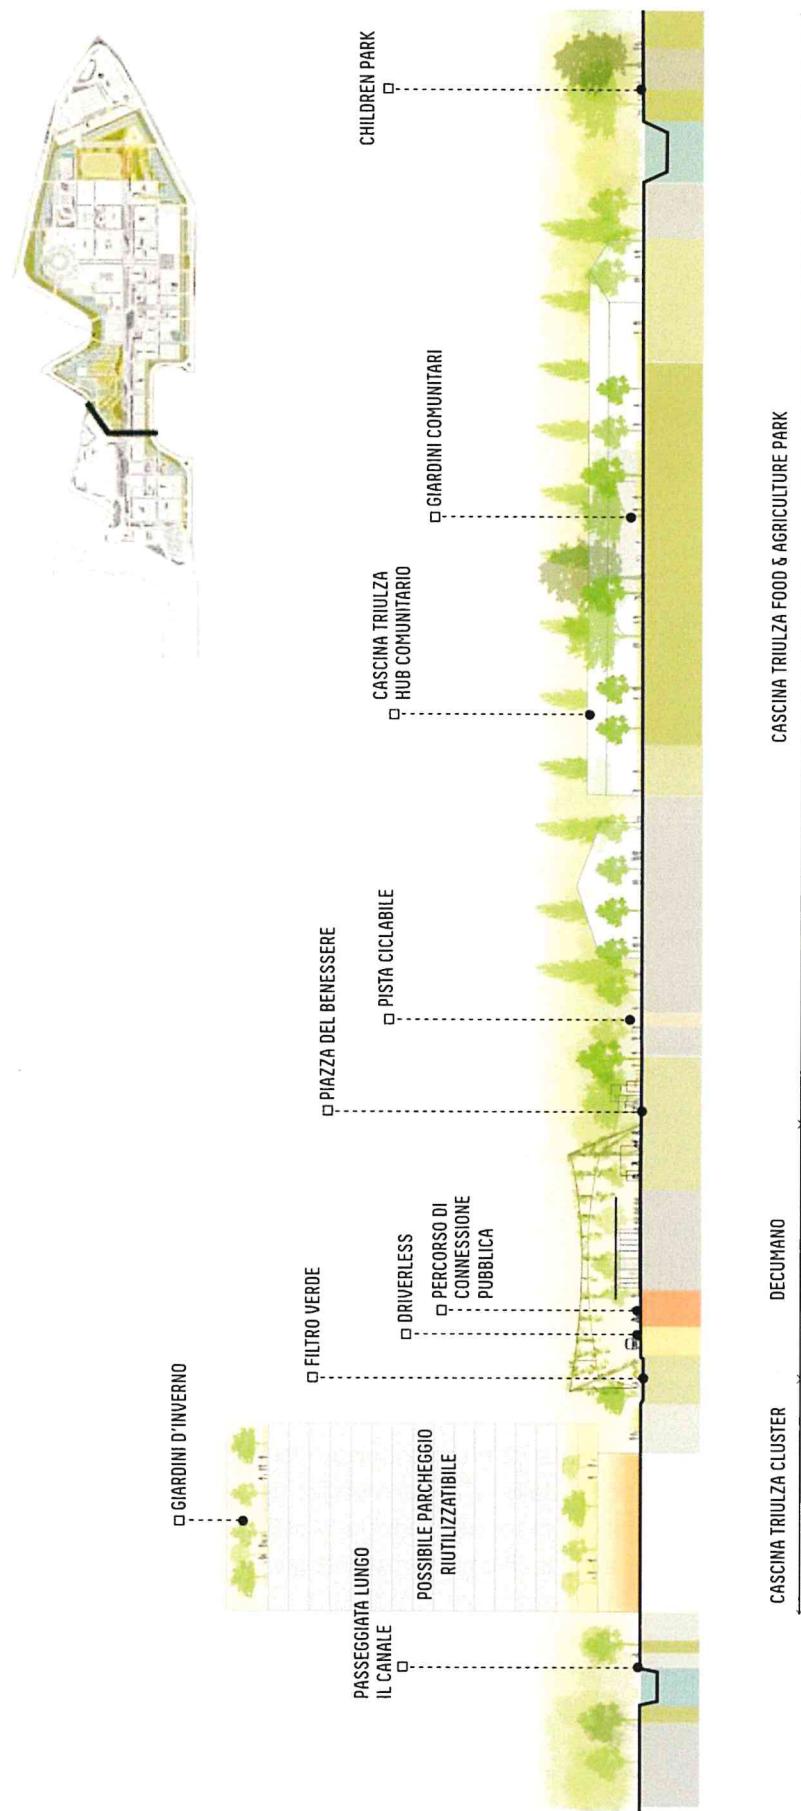 GIARDINI D'INVERNO
FILTRO VERDE
PIAZZA DEL BENESSERE
PASSEGGIATA LUNGO
IL CANALE
POSSIBILE PARCHEGGIO
RIUTILIZZATIBILE
DRIVERLESS
PERCORSO DI
CONNESSIONE
PUBBLICA
PISTA CICLABILE
CASCINA TRIULZA
HUB COMUNITARIO
GIARDINI COMUNITARI
CHILDREN PARK
CASCINA TRIULZA CLUSTER
DECUMANO
CASCINA TRIULZA FOOD & AGRICULTURE PARK